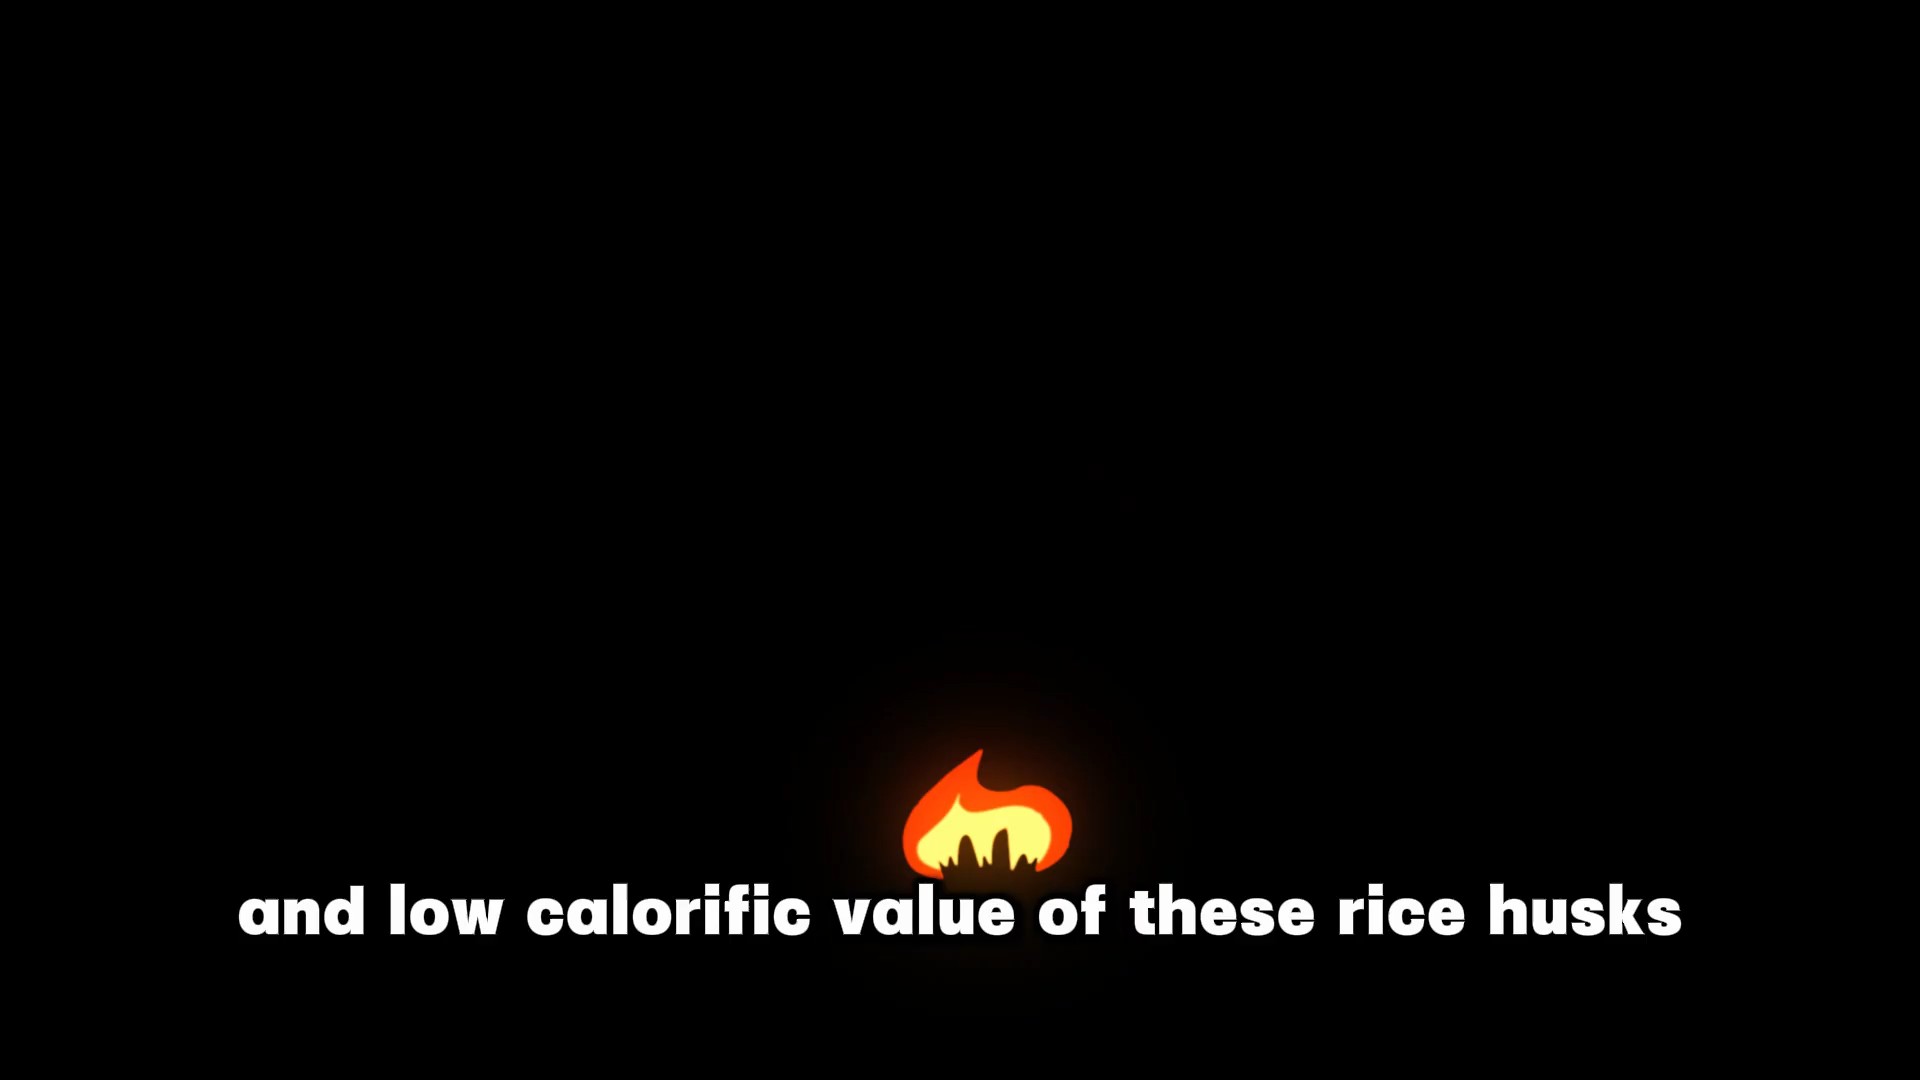 and low calorific value of these rice husks